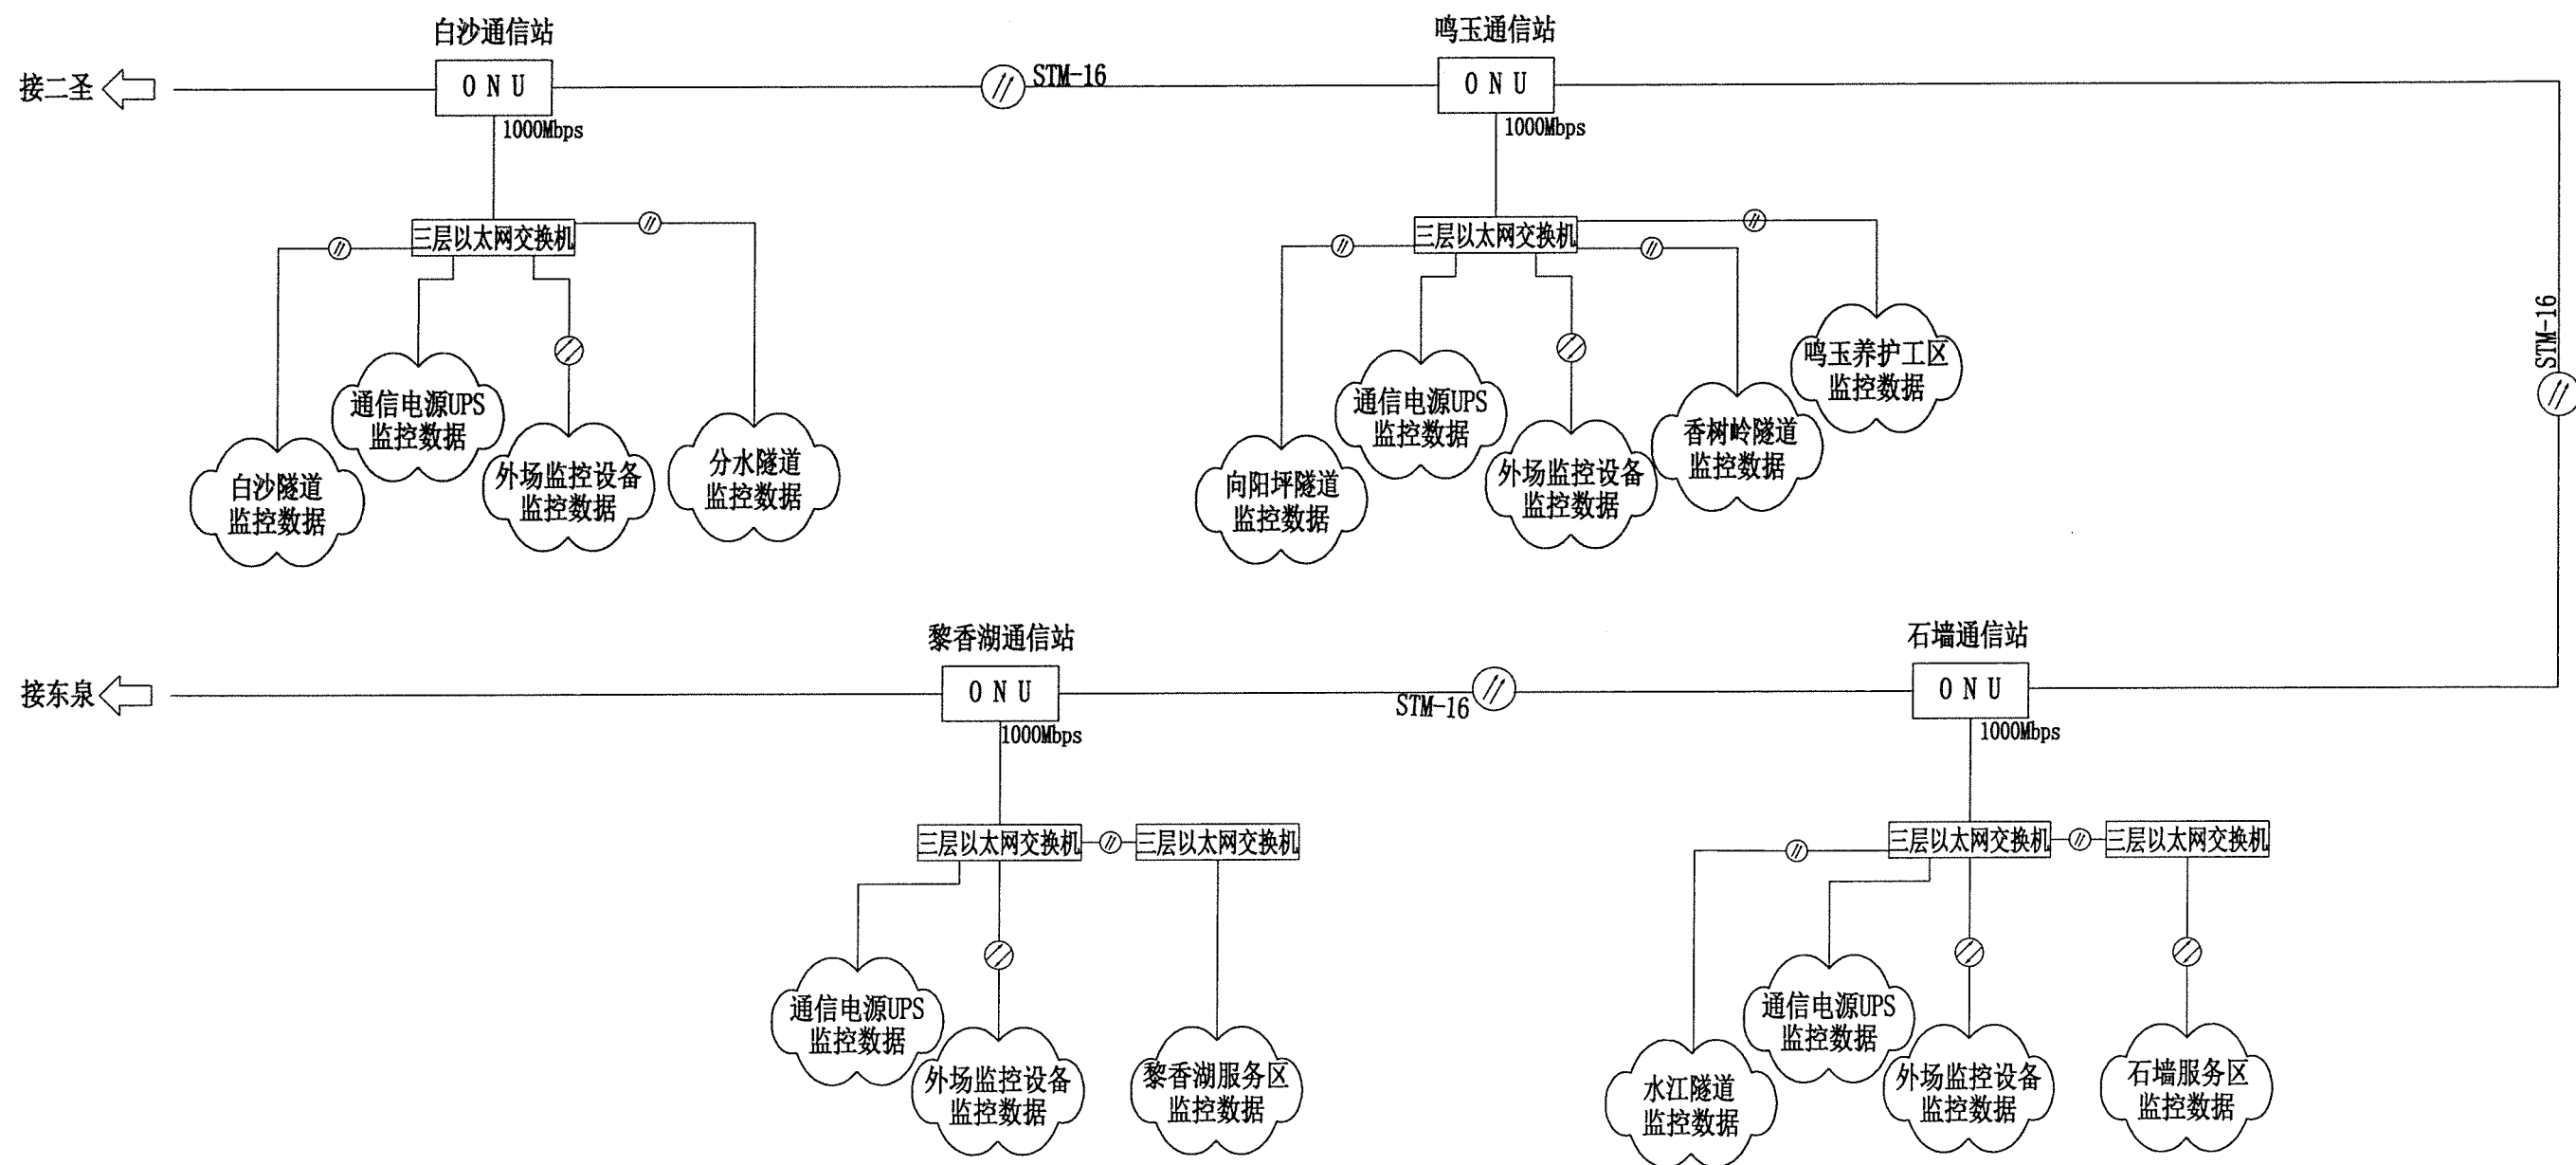 白沙通信站
鸣玉通信站
接二圣
O N U
STM-16
O N U
1000Mbps
1000Mbps
三层以太网交换机
三层以太网交换机
STM-16
白沙隧道
监控数据
通信电源UPS
监控数据
外场监控设备
监控数据
分水隧道
监控数据
向阳坪隧道
监控数据
通信电源UPS
监控数据
外场监控设备
监控数据
香树岭隧道
监控数据
鸣玉养护工区
监控数据
黎香湖通信站
石墙通信站
接东泉
O N U
STM-16
O N U
1000Mbps
1000Mbps
三层以太网交换机
三层以太网交换机
三层以太网交换机
三层以太网交换机
通信电源UPS
监控数据
外场监控设备
监控数据
黎香湖服务区
监控数据
水江隧道
监控数据
通信电源UPS
监控数据
外场监控设备
监控数据
石墙服务区
监控数据